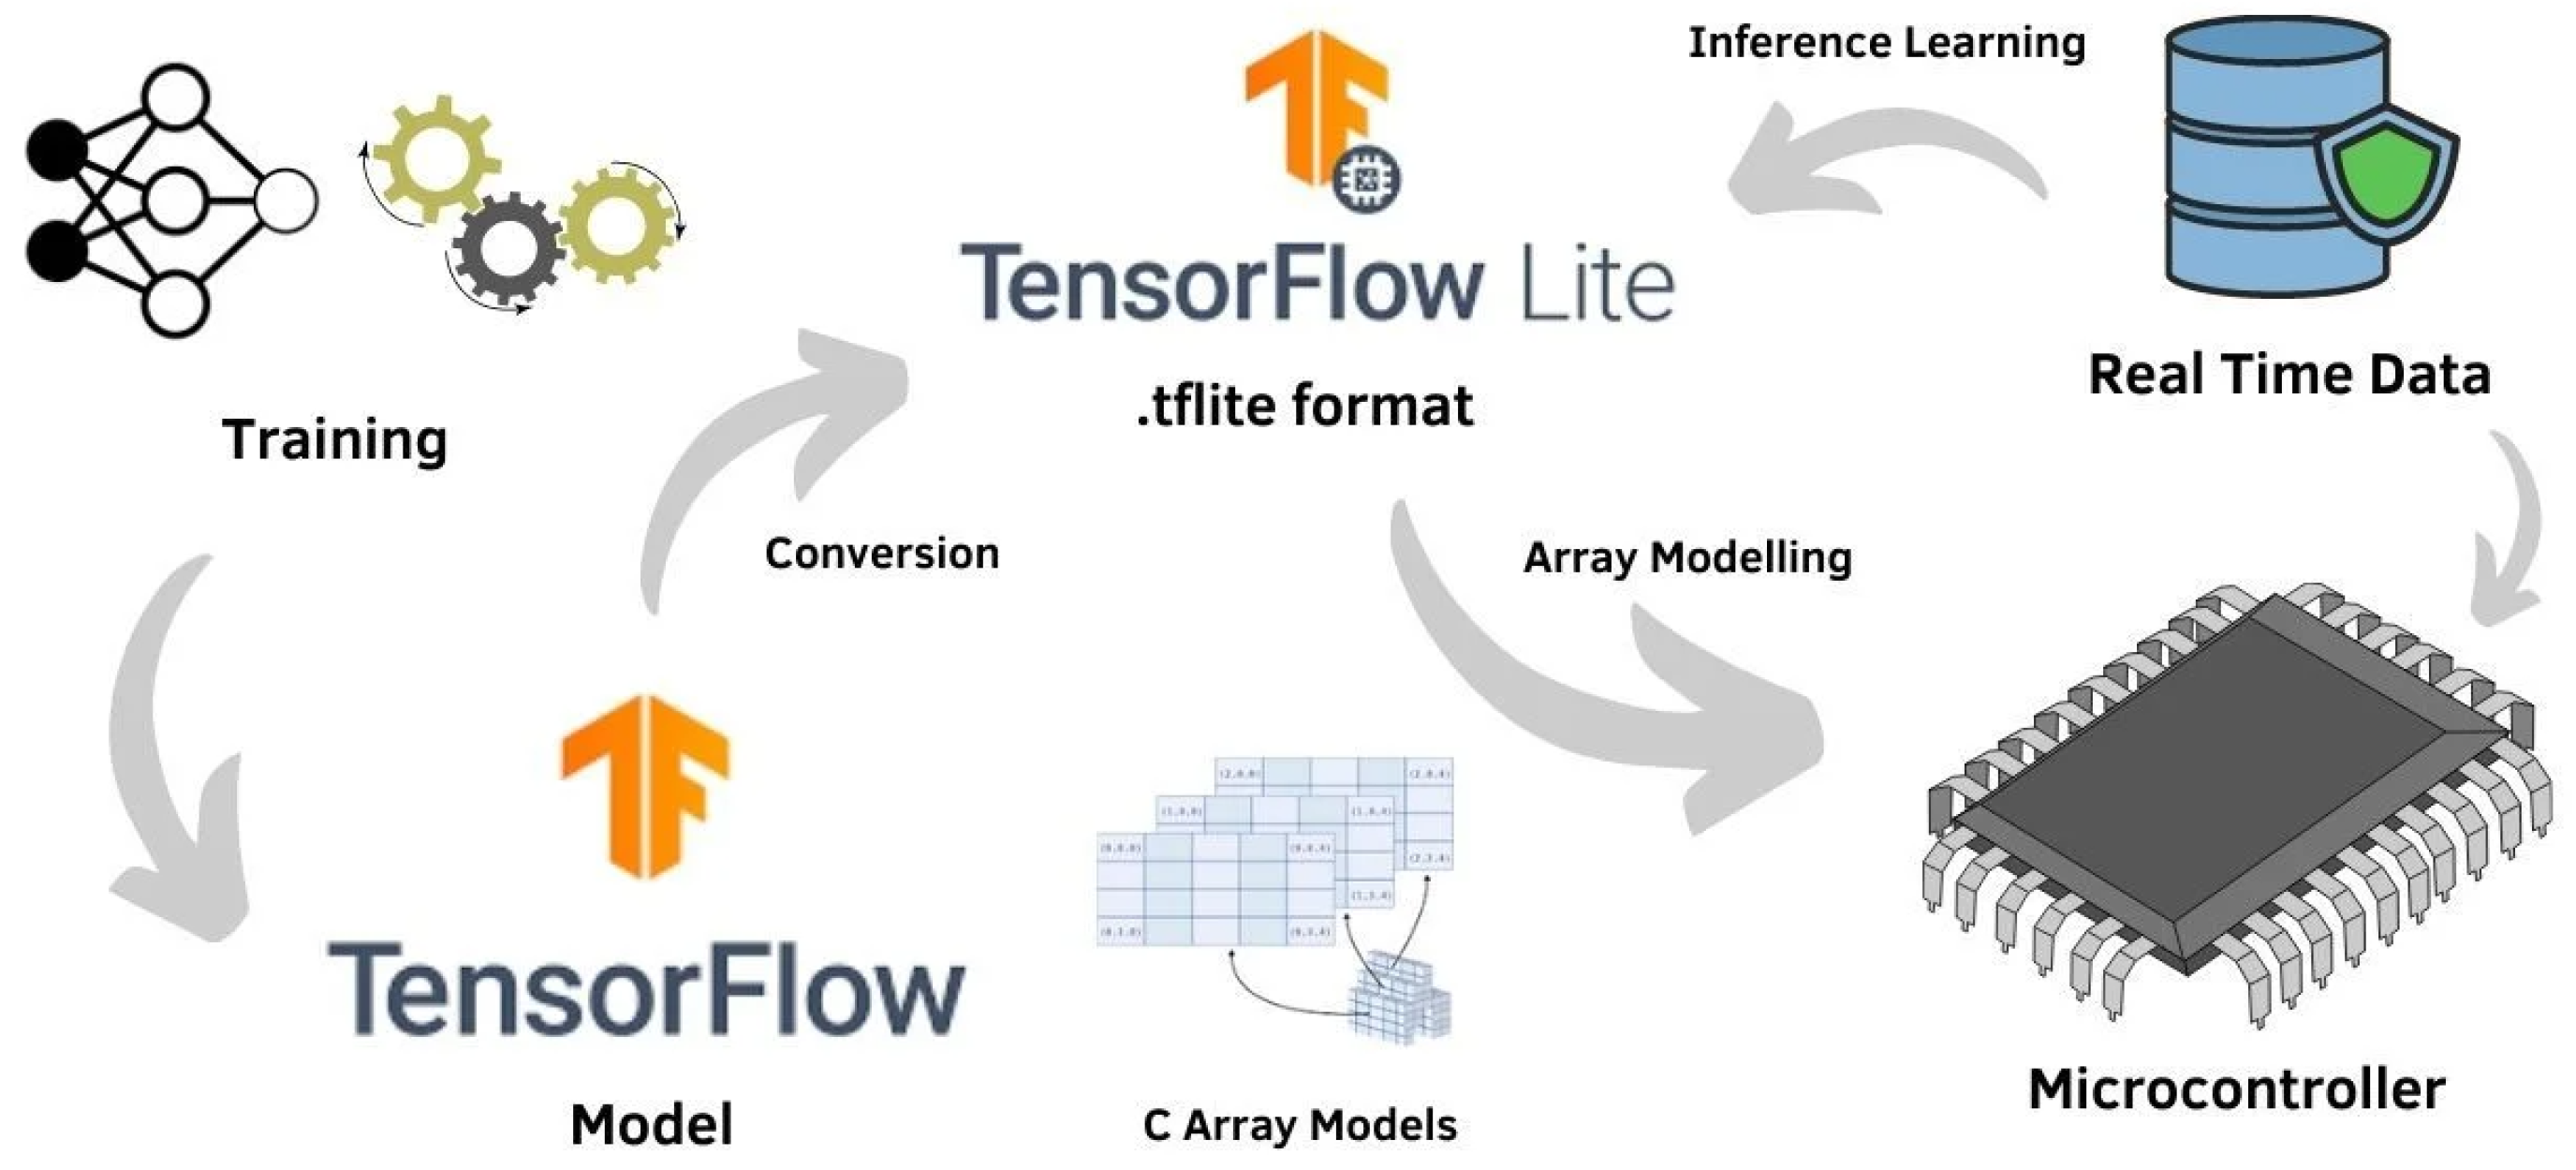 Inference Learning
TensorFlow Lite
.tflite format
Real Time Data
Training
Conversion
Array Modelling
TensorFlow
Model
C Array Models
Microcontroller